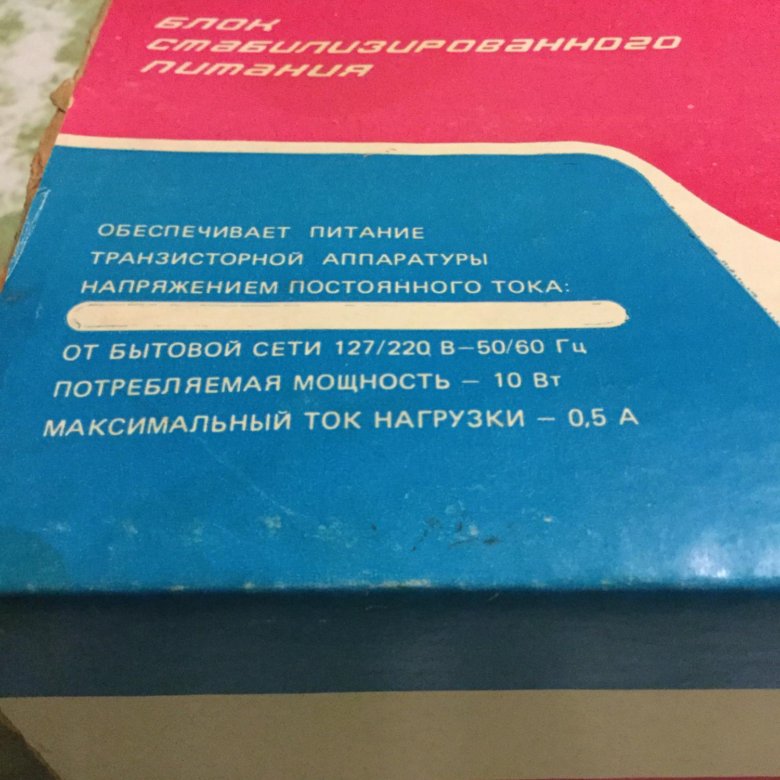 БЛОК
СТАБИЛИЗИРОВАННОГО
ПИТАНИЯ
ОБЕСПЕЧИВАЕТ ПИТАНИЕ
ТРАНЗИСТОРНОЙ АППАРАТУРЫ
НАПРЯЖЕНИЕМ ПОСТОЯННОГО ТОКА:
ОТ БЫТОВОЙ СЕТИ 127/220 В—50/60 Гц
ПОТРЕБЛЯЕМАЯ МОЩНОСТЬ — 10 Вт
МАКСИМАЛЬНЫЙ ТОК НАГРУЗКИ — 0,5 А